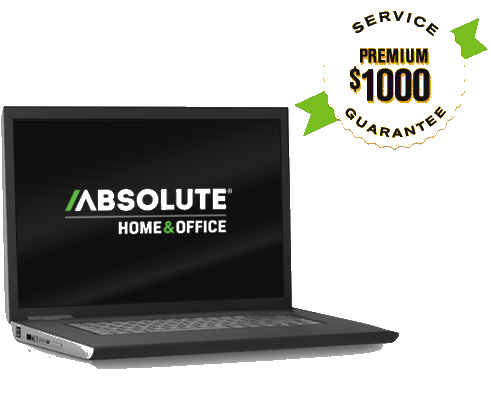 SERVICE
PREMIUM
$1000
GUARANTEE
/ABSOLUTE®
HOME&OFFICE